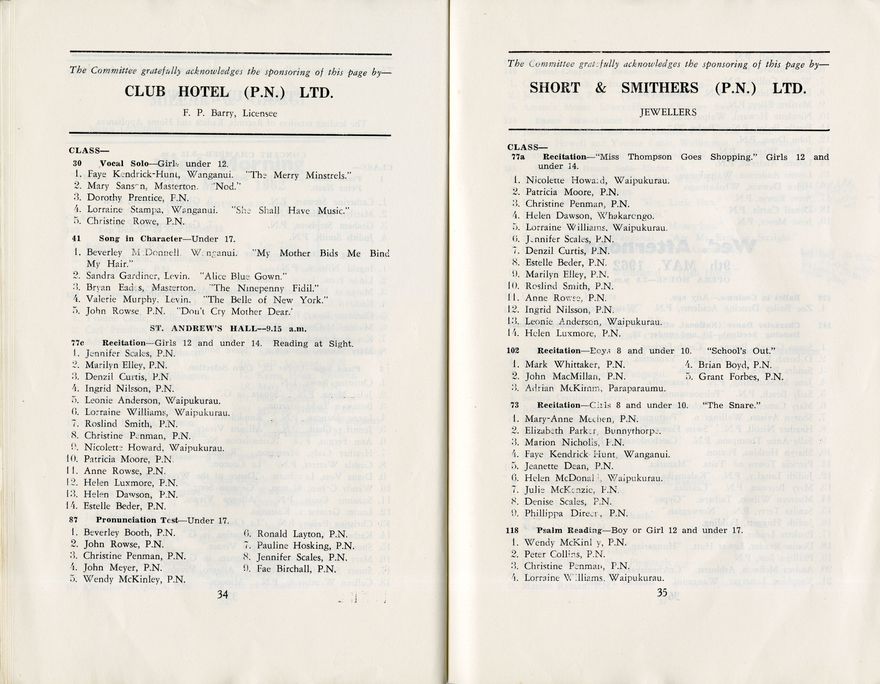 The Committee gratefully acknowledges the sponsoring of this page by—
CLUB HOTEL (P.N.) LTD.
F. P. Barry, Licensee
CLASS—
30 Vocal Solo—Girls under 12.
1. Faye Kendrick-Hunt, Wanganui. "The Merry Minstrels."
2. Mary Sanson, Masterton. "Nod."
3. Dorothy Prentice, P.N.
4. Lorraine Stampa, Wanganui. "She Shall Have Music."
5. Christine Rowe, P.N.
41 Song in Character—Under 17.
1. Beverley McDonnell, Wanganui. "My Mother Bids Me Bind
My Hair."
2. Sandra Gardiner, Levin. "Alice Blue Gown."
3. Bryan Eades, Masterton. "The Ninepenny Fidil."
4. Valerie Murphy. Levin. "The Belle of New York."
5. John Rowse P.N. "Don't Cry Mother Dear.'
ST. ANDREW'S HALL—9.15 a.m.
77c Recitation—Girls 12 and under 14. Reading at Sight.
1. Jennifer Scales, P.N.
2. Marilyn Elley, P.N.
3. Denzil Curtis, P.N.
4. Ingrid Nilsson, P.N.
5. Leonie Anderson, Waipukurau.
6. Lorraine Williams, Waipukurau.
7. Roslind Smith, P.N.
8. Christine Penman, P.N.
9. Nicolette Howard, Waipukurau.
10. Patricia Moore, P.N.
11. Anne Rowse, P.N.
12. Helen Luxmore, P.N.
13. Helen Dawson, P.N.
14. Estelle Beder, P.N.
87 Pronunciation Test—Under 17.
1. Beverley Booth, P.N.
2. John Rowse, P.N.
3. Christine Penman, P.N.
4. John Meyer, P.N.
5. Wendy McKinley, P.N.
6. Ronald Layton, P.N.
7. Pauline Hosking, P.N.
8. Jennifer Scales, P.N.
9. Fae Birchall, P.N.
34
The Committee gratefully acknowledges the sponsoring of this page by—
SHORT & SMITHERS (P.N.) LTD.
JEWELLERS
CLASS—
77a Recitation—"Miss Thompson Goes Shopping." Girls 12 and
under 14.
1. Nicolette Howard, Waipukurau.
2. Patricia Moore, P.N.
3. Christine Penman, P.N.
4. Helen Dawson, Whakarongo.
5. Lorraine Williams, Waipukurau.
6. Jennifer Scales, P.N.
7. Denzil Curtis, P.N.
8. Estelle Beder, P.N.
9. Marilyn Elley, P.N.
10. Roslind Smith, P.N.
11. Anne Rowse, P.N.
12. Ingrid Nilsson, P.N.
13. Leonie Anderson, Waipukurau.
14. Helen Luxmore, P.N.
102 Recitation—Boys 8 and under 10. "School's Out."
1. Mark Whittaker, P.N.
2. John MacMillan, P.N.
3. Adrian McKimm, Paraparaumu.
4. Brian Boyd, P.N.
5. Grant Forbes, P.N.
73 Recitation—Girls 8 and under 10. "The Snare."
1. Mary-Anne P.N.
2. Elizabeth Parker, Bunnythorpe.
3. Marion Nicholls, P.N.
4. Faye Kendrick Hunt, Wanganui.
5. Jeanette Dean, P.N.
6. Helen McDonald, Waipukurau.
7. Julie McKenzie, P.N.
8. Denise Scales, P.N.
9. Phillippa P.N.
118 Psalm Reading—Boy or Girl 12 and under 17.
1. Wendy McKinley, P.N.
2. Peter Collins, P.N.
3. Christine Penman, P.N.
4. Lorraine Williams, Waipukurau.
35